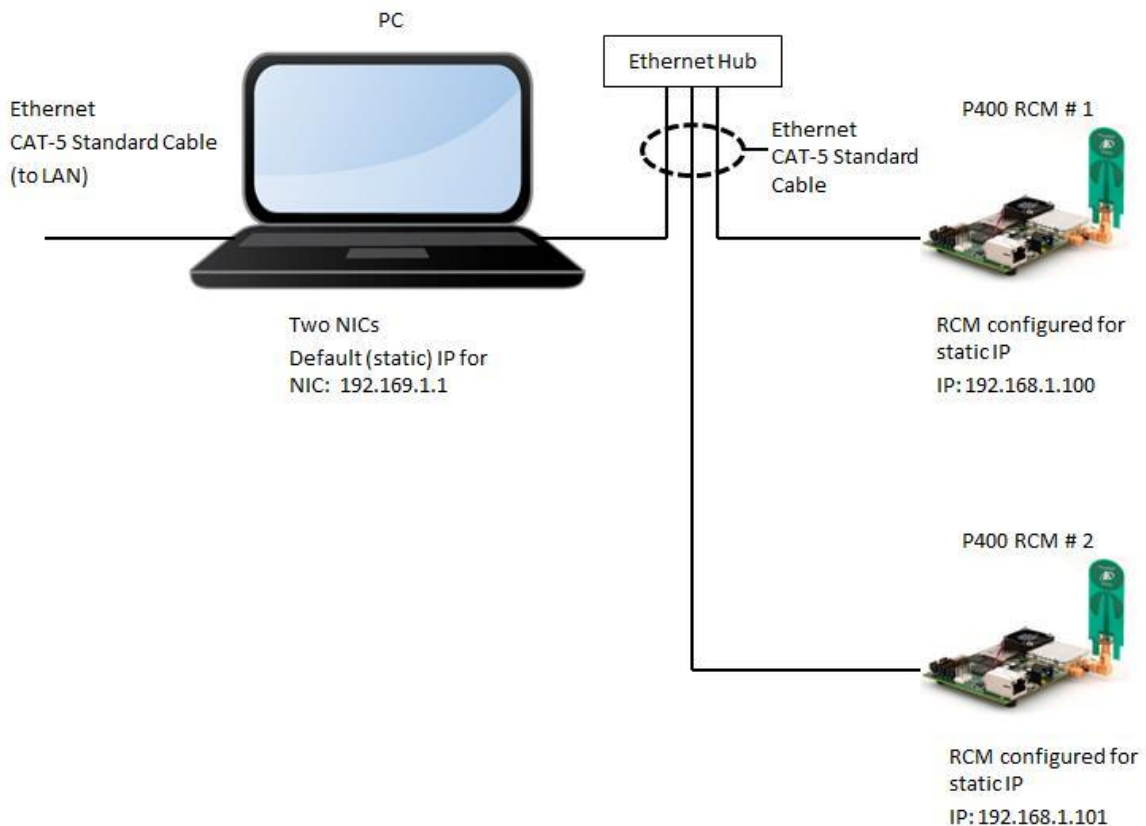 PC
Ethernet Hub
Ethernet
CAT-5 Standard Cable
(to LAN)
Ethernet
CAT-5 Standard
Cable
P400 RCM # 1
Two NICs
Default (static) IP for
NIC: 192.169.1.1
RCM configured for
static IP
IP: 192.168.1.100
P400 RCM # 2
RCM configured for
static IP
IP: 192.168.1.101